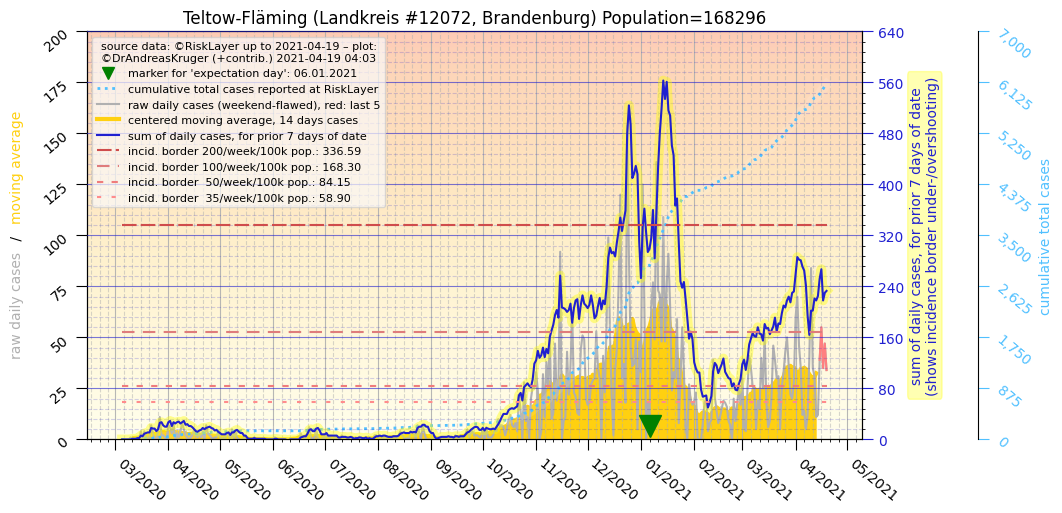 Teltow-Fläming (Landkreis #12072, Brandenburg) Population=168296
source data: ©RiskLayer up to 2021-04-19 – plot:
©DrAndreasKruger (+contrib.) 2021-04-19 04:03
marker for 'expectation day': 06.01.2021
cumulative total cases reported at RiskLayer
raw daily cases (weekend-flawed), red: last 5
centered moving average, 14 days cases
sum of daily cases, for prior 7 days of date
incid. border 200/week/100k pop.: 336.59
incid. border 100/week/100k pop.: 168.30
incid. border  50/week/100k pop.: 84.15
incid. border  35/week/100k pop.: 58.90
raw daily cases / moving average
200
175
150
125
100
75
50
25
0
03/2020
04/2020
05/2020
06/2020
07/2020
08/2020
09/2020
10/2020
11/2020
12/2020
01/2021
02/2021
03/2021
04/2021
05/2021
640
560
480
400
320
240
160
80
0
sum of daily cases, for prior 7 days of date
(shows incidence border under-/overshooting)
7,000
6,125
5,250
4,375
3,500
2,625
1,750
875
0
cumulative total cases